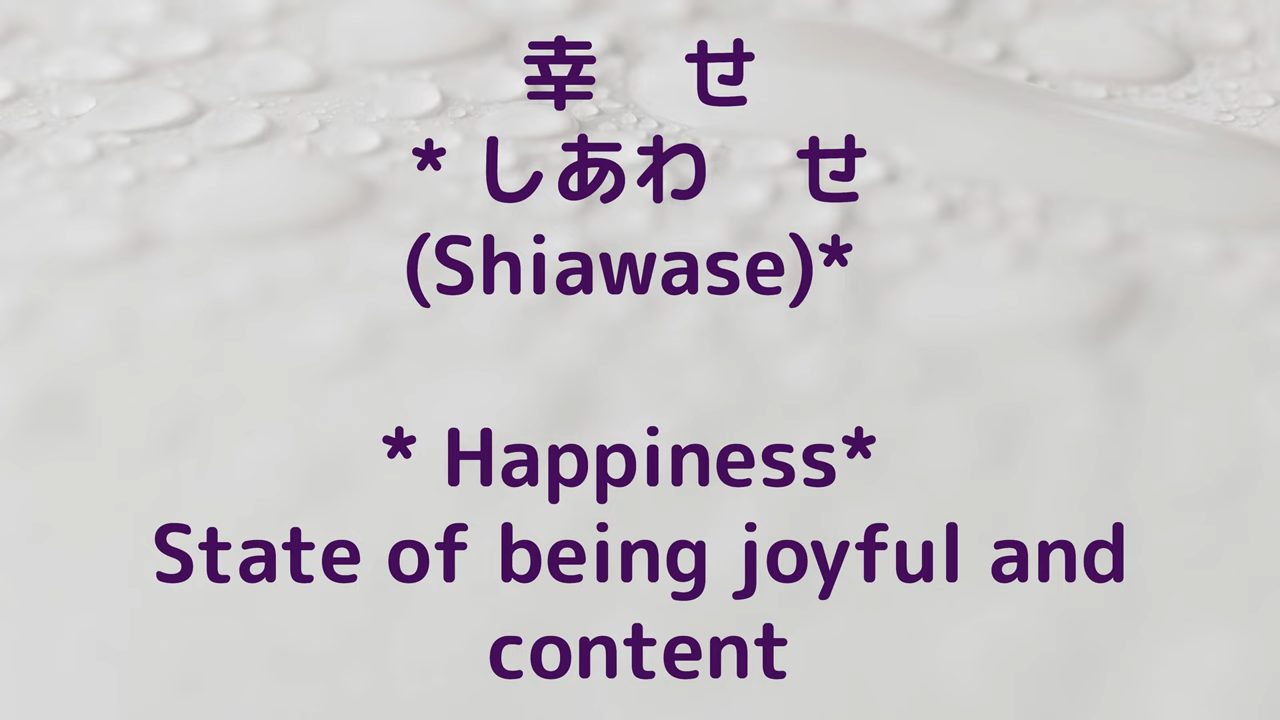 幸　せ
* しあわ　せ
(Shiawase)*
* Happiness*
State of being joyful and
content